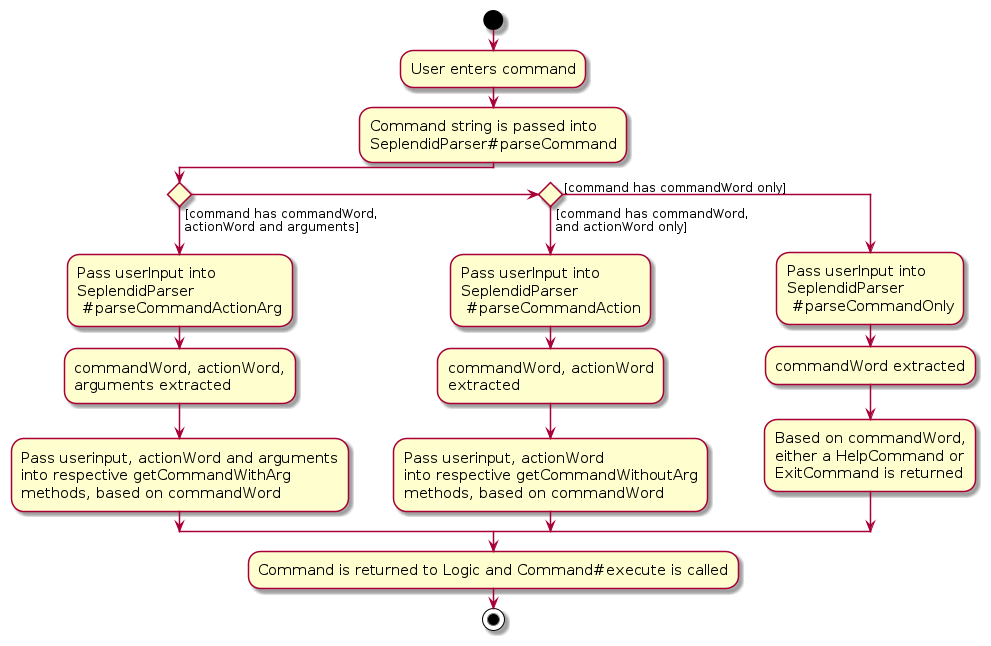 User enters command
Command string is passed into
SeplendidParser#parseCommand
[command has commandWord,
actionWord and arguments]
[command has commandWord only]
[command has commandWord,
and actionWord only]
Pass userInput into
SeplendidParser
#parseCommandActionArg
commandWord, actionWord,
arguments extracted
Pass userinput, actionWord and arguments
into respective getCommandWithArg
methods, based on commandWord
Pass userInput into
SeplendidParser
#parseCommandAction
commandWord, actionWord
extracted
Pass userinput, actionWord
into respective getCommandWithoutArg
methods, based on commandWord
Pass userInput into
SeplendidParser
#parseCommandOnly
commandWord extracted
Based on commandWord,
either a HelpCommand or
ExitCommand is returned
Command is returned to Logic and Command#execute is called